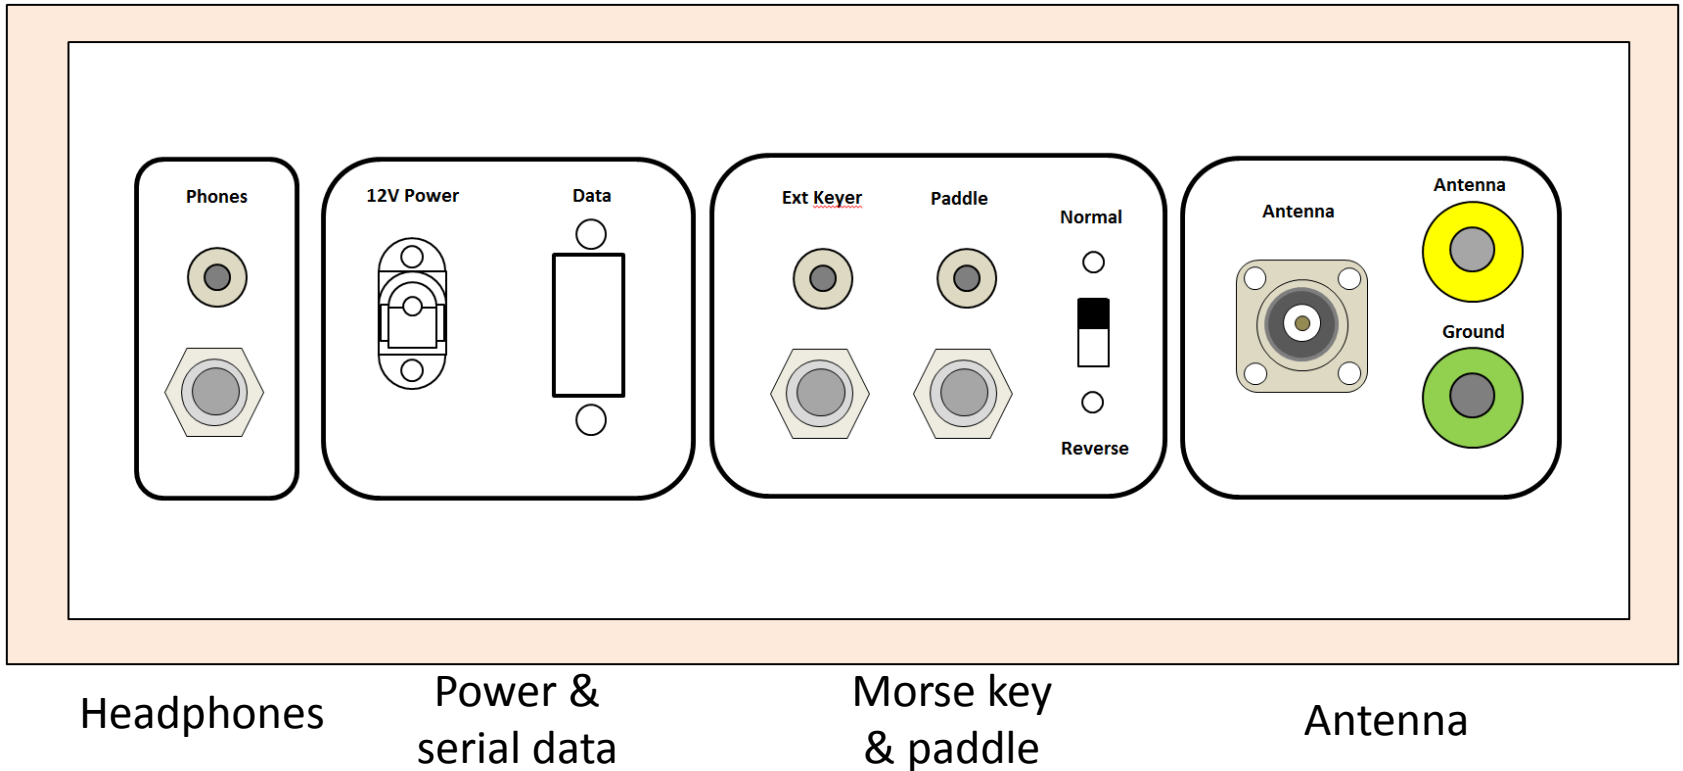 Phones
12V Power
Data
Ext Keyer
Paddle
Normal
Reverse
Antenna
Antenna
Ground
Headphones
Power &
serial data
Morse key
& paddle
Antenna